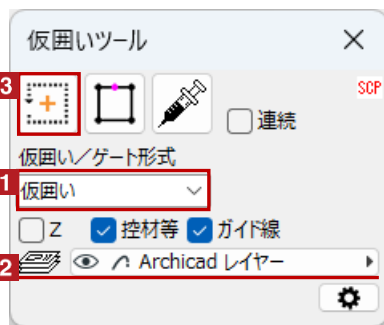 仮囲いツール
3
SCP
連続
仮囲い／ゲート形式
1
仮囲い
Z 控材等 ガイド線
2
Archicad レイヤー